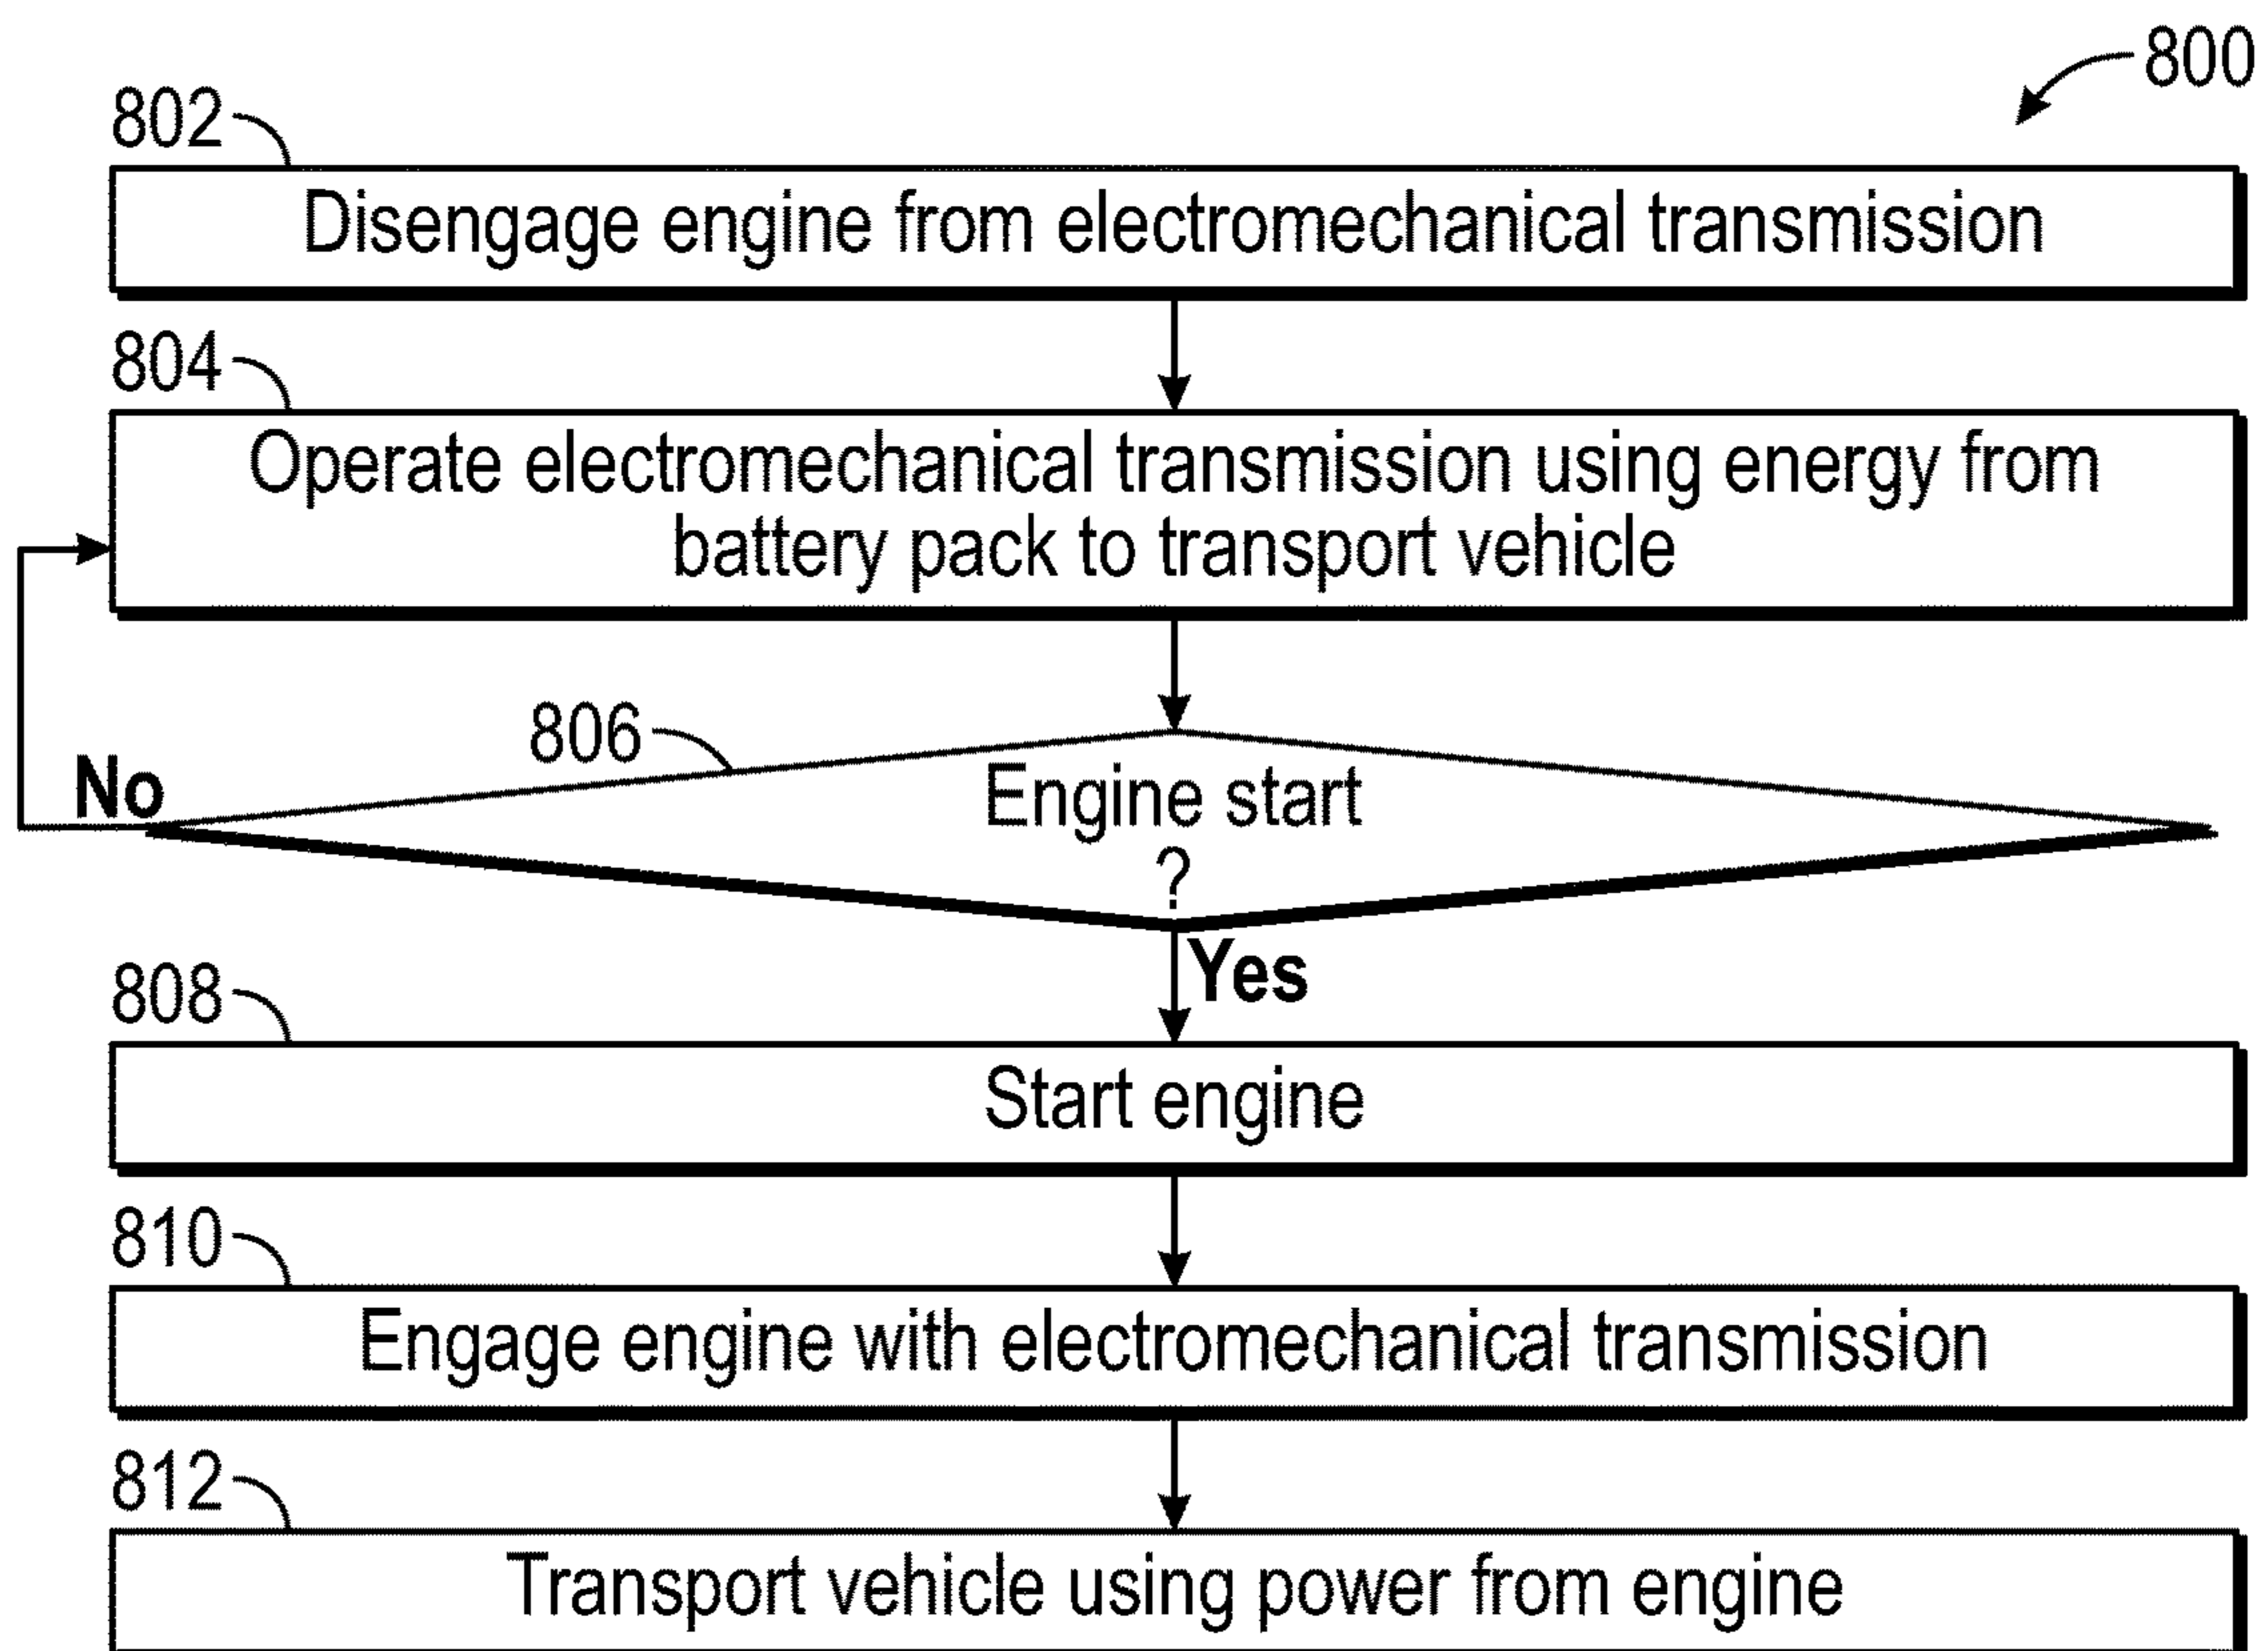 800
802
Disengage engine from electromechanical transmission
804
Operate electromechanical transmission using energy from
battery pack to transport vehicle
806
No
Engine start
?
Yes
808
Start engine
810
Engage engine with electromechanical transmission
812
Transport vehicle using power from engine